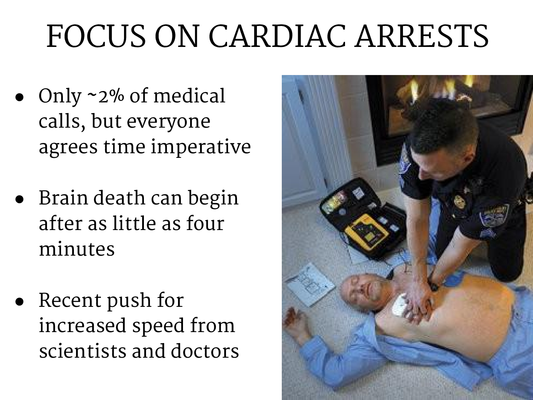 FOCUS ON CARDIAC ARRESTS
● Only ~2% of medical
calls, but everyone
agrees time imperative
● Brain death can begin
after as little as four
minutes
● Recent push for
increased speed from
scientists and doctors